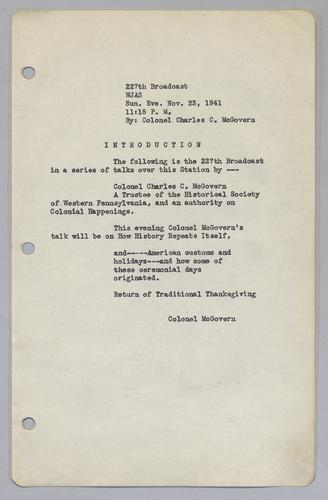 227th Broadcast
WJAS
Sun. Eve. Nov. 23, 1941
11:15 P. M.
By: Colonel Charles C. McGovern
I N T R O D U C T I O N
The following is the 227th Broadcast
in a series of talks over this Station by ---
Colonel Charles C. McGovern
A Trustee of the Historical Society
of Western Pennsylvania, and an authority on
Colonial Happenings.
This evening Colonel McGovern's
talk will be on How History Repeats Itself,
and-----American customs and
holidays---and how some of
these ceremonial days
originated.
Return of Traditional Thanksgiving
Colonel McGovern